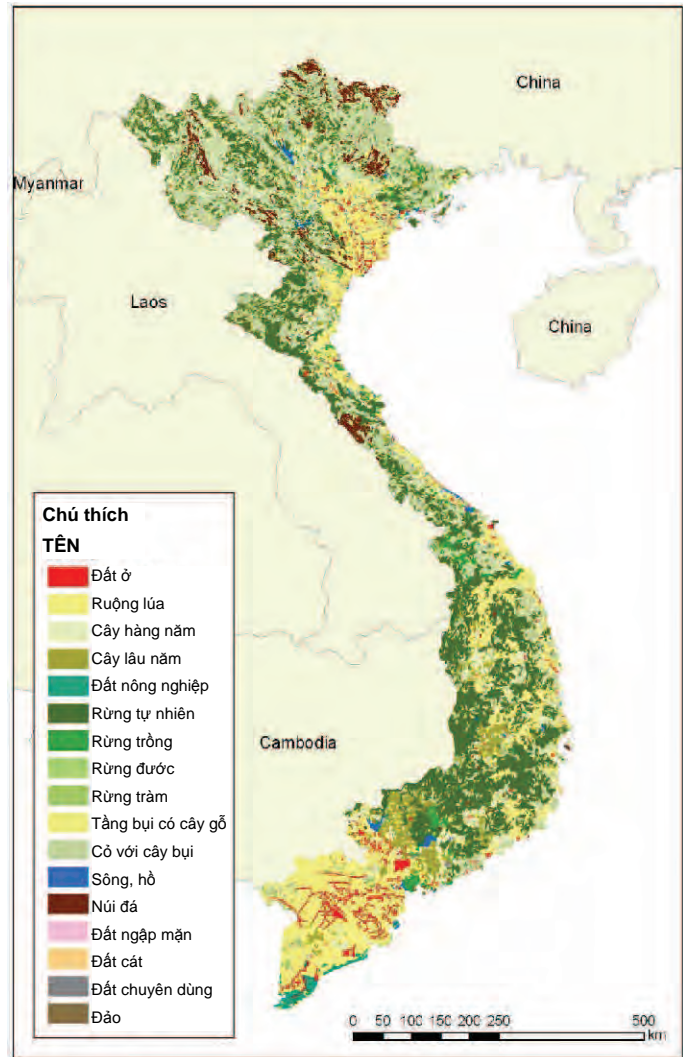 China
Myanmar
Laos
China
Chú thích
TÊN
Đất ở
Ruộng lúa
Cây hàng năm
Cây lâu năm
Đất nông nghiệp
Rừng tự nhiên
Rừng trồng
Rừng đước
Rừng tràm
Tầng bụi có cây gỗ
Cỏ với cây bụi
Sông, hồ
Núi đá
Đất ngập mặn
Đất cát
Đất chuyên dùng
Đảo
Cambodia
0 50 100 150 200 250 500
km